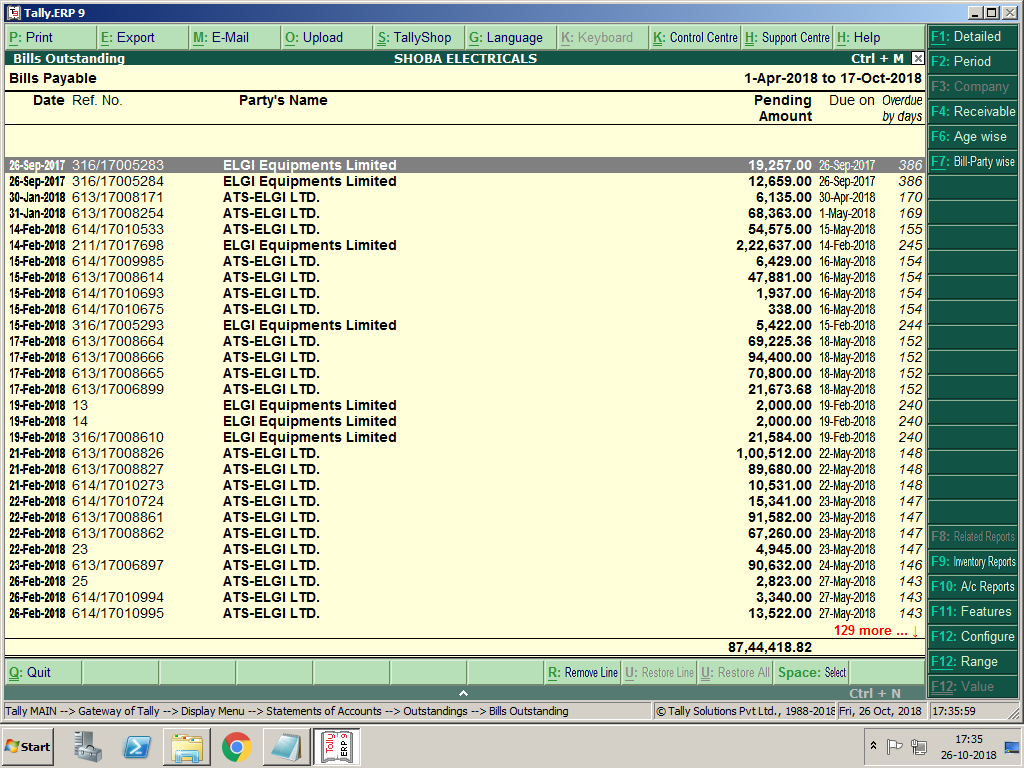 Tally.ERP 9
P: Print E: Export M: E-Mail O: Upload S: TallyShop G: Language K: Keyboard K: Control Centre H: Support Centre H: Help
Bills Outstanding SHOBA ELECTRICALS Ctrl + M
Bills Payable 1-Apr-2018 to 17-Oct-2018
Date Ref. No. Party's Name Pending Due on Overdue
Amount by days
26-Sep-2017 316/17005283 ELGI Equipments Limited 19,257.00 26-Sep-2017 386
26-Sep-2017 316/17005284 ELGI Equipments Limited 12,659.00 26-Sep-2017 386
30-Jan-2018 613/17008171 ATS-ELGI LTD. 6,135.00 30-Apr-2018 170
31-Jan-2018 613/17008254 ATS-ELGI LTD. 68,363.00 1-May-2018 169
14-Feb-2018 614/17010533 ATS-ELGI LTD. 54,575.00 15-May-2018 155
14-Feb-2018 211/17017698 ELGI Equipments Limited 2,22,637.00 14-Feb-2018 245
15-Feb-2018 614/17009985 ATS-ELGI LTD. 6,429.00 16-May-2018 154
15-Feb-2018 613/17008614 ATS-ELGI LTD. 47,881.00 16-May-2018 154
15-Feb-2018 614/17010693 ATS-ELGI LTD. 1,937.00 16-May-2018 154
15-Feb-2018 614/17010675 ATS-ELGI LTD. 338.00 16-May-2018 154
15-Feb-2018 316/17005293 ELGI Equipments Limited 5,422.00 15-Feb-2018 244
17-Feb-2018 613/17008664 ATS-ELGI LTD. 69,225.36 18-May-2018 152
17-Feb-2018 613/17008666 ATS-ELGI LTD. 94,400.00 18-May-2018 152
17-Feb-2018 613/17008665 ATS-ELGI LTD. 70,800.00 18-May-2018 152
17-Feb-2018 613/17006899 ATS-ELGI LTD. 21,673.68 18-May-2018 152
19-Feb-2018 13 ELGI Equipments Limited 2,000.00 19-Feb-2018 240
19-Feb-2018 14 ELGI Equipments Limited 2,000.00 19-Feb-2018 240
19-Feb-2018 316/17008610 ELGI Equipments Limited 21,584.00 19-Feb-2018 240
21-Feb-2018 613/17008826 ATS-ELGI LTD. 1,00,512.00 22-May-2018 148
21-Feb-2018 613/17008827 ATS-ELGI LTD. 89,680.00 22-May-2018 148
21-Feb-2018 614/17010273 ATS-ELGI LTD. 10,531.00 22-May-2018 148
22-Feb-2018 614/17010724 ATS-ELGI LTD. 15,341.00 23-May-2018 147
22-Feb-2018 613/17008861 ATS-ELGI LTD. 91,582.00 23-May-2018 147
22-Feb-2018 613/17008862 ATS-ELGI LTD. 67,260.00 23-May-2018 147
22-Feb-2018 23 ATS-ELGI LTD. 4,945.00 23-May-2018 147
23-Feb-2018 613/17006897 ATS-ELGI LTD. 90,632.00 24-May-2018 146
26-Feb-2018 25 ATS-ELGI LTD. 2,823.00 27-May-2018 143
26-Feb-2018 614/17010994 ATS-ELGI LTD. 3,340.00 27-May-2018 143
26-Feb-2018 614/17010995 ATS-ELGI LTD. 13,522.00 27-May-2018 143
129 more ... ↓
87,44,418.82
F1: Detailed
F2: Period
F3: Company
F4: Receivable
F6: Age wise
F7: Bill-Party wise
F8: Related Reports
F9: Inventory Reports
F10: A/c Reports
F11: Features
F12: Configure
F12: Range
F12: Value
Q: Quit R: Remove Line U: Restore Line U: Restore All Space: Select
Ctrl + N
Tally MAIN --> Gateway of Tally --> Display Menu --> Statements of Accounts --> Outstandings --> Bills Outstanding © Tally Solutions Pvt Ltd., 1988-2018 Fri, 26 Oct, 2018 17:35:59
Start Tally ERP 9 17:35
26-10-2018